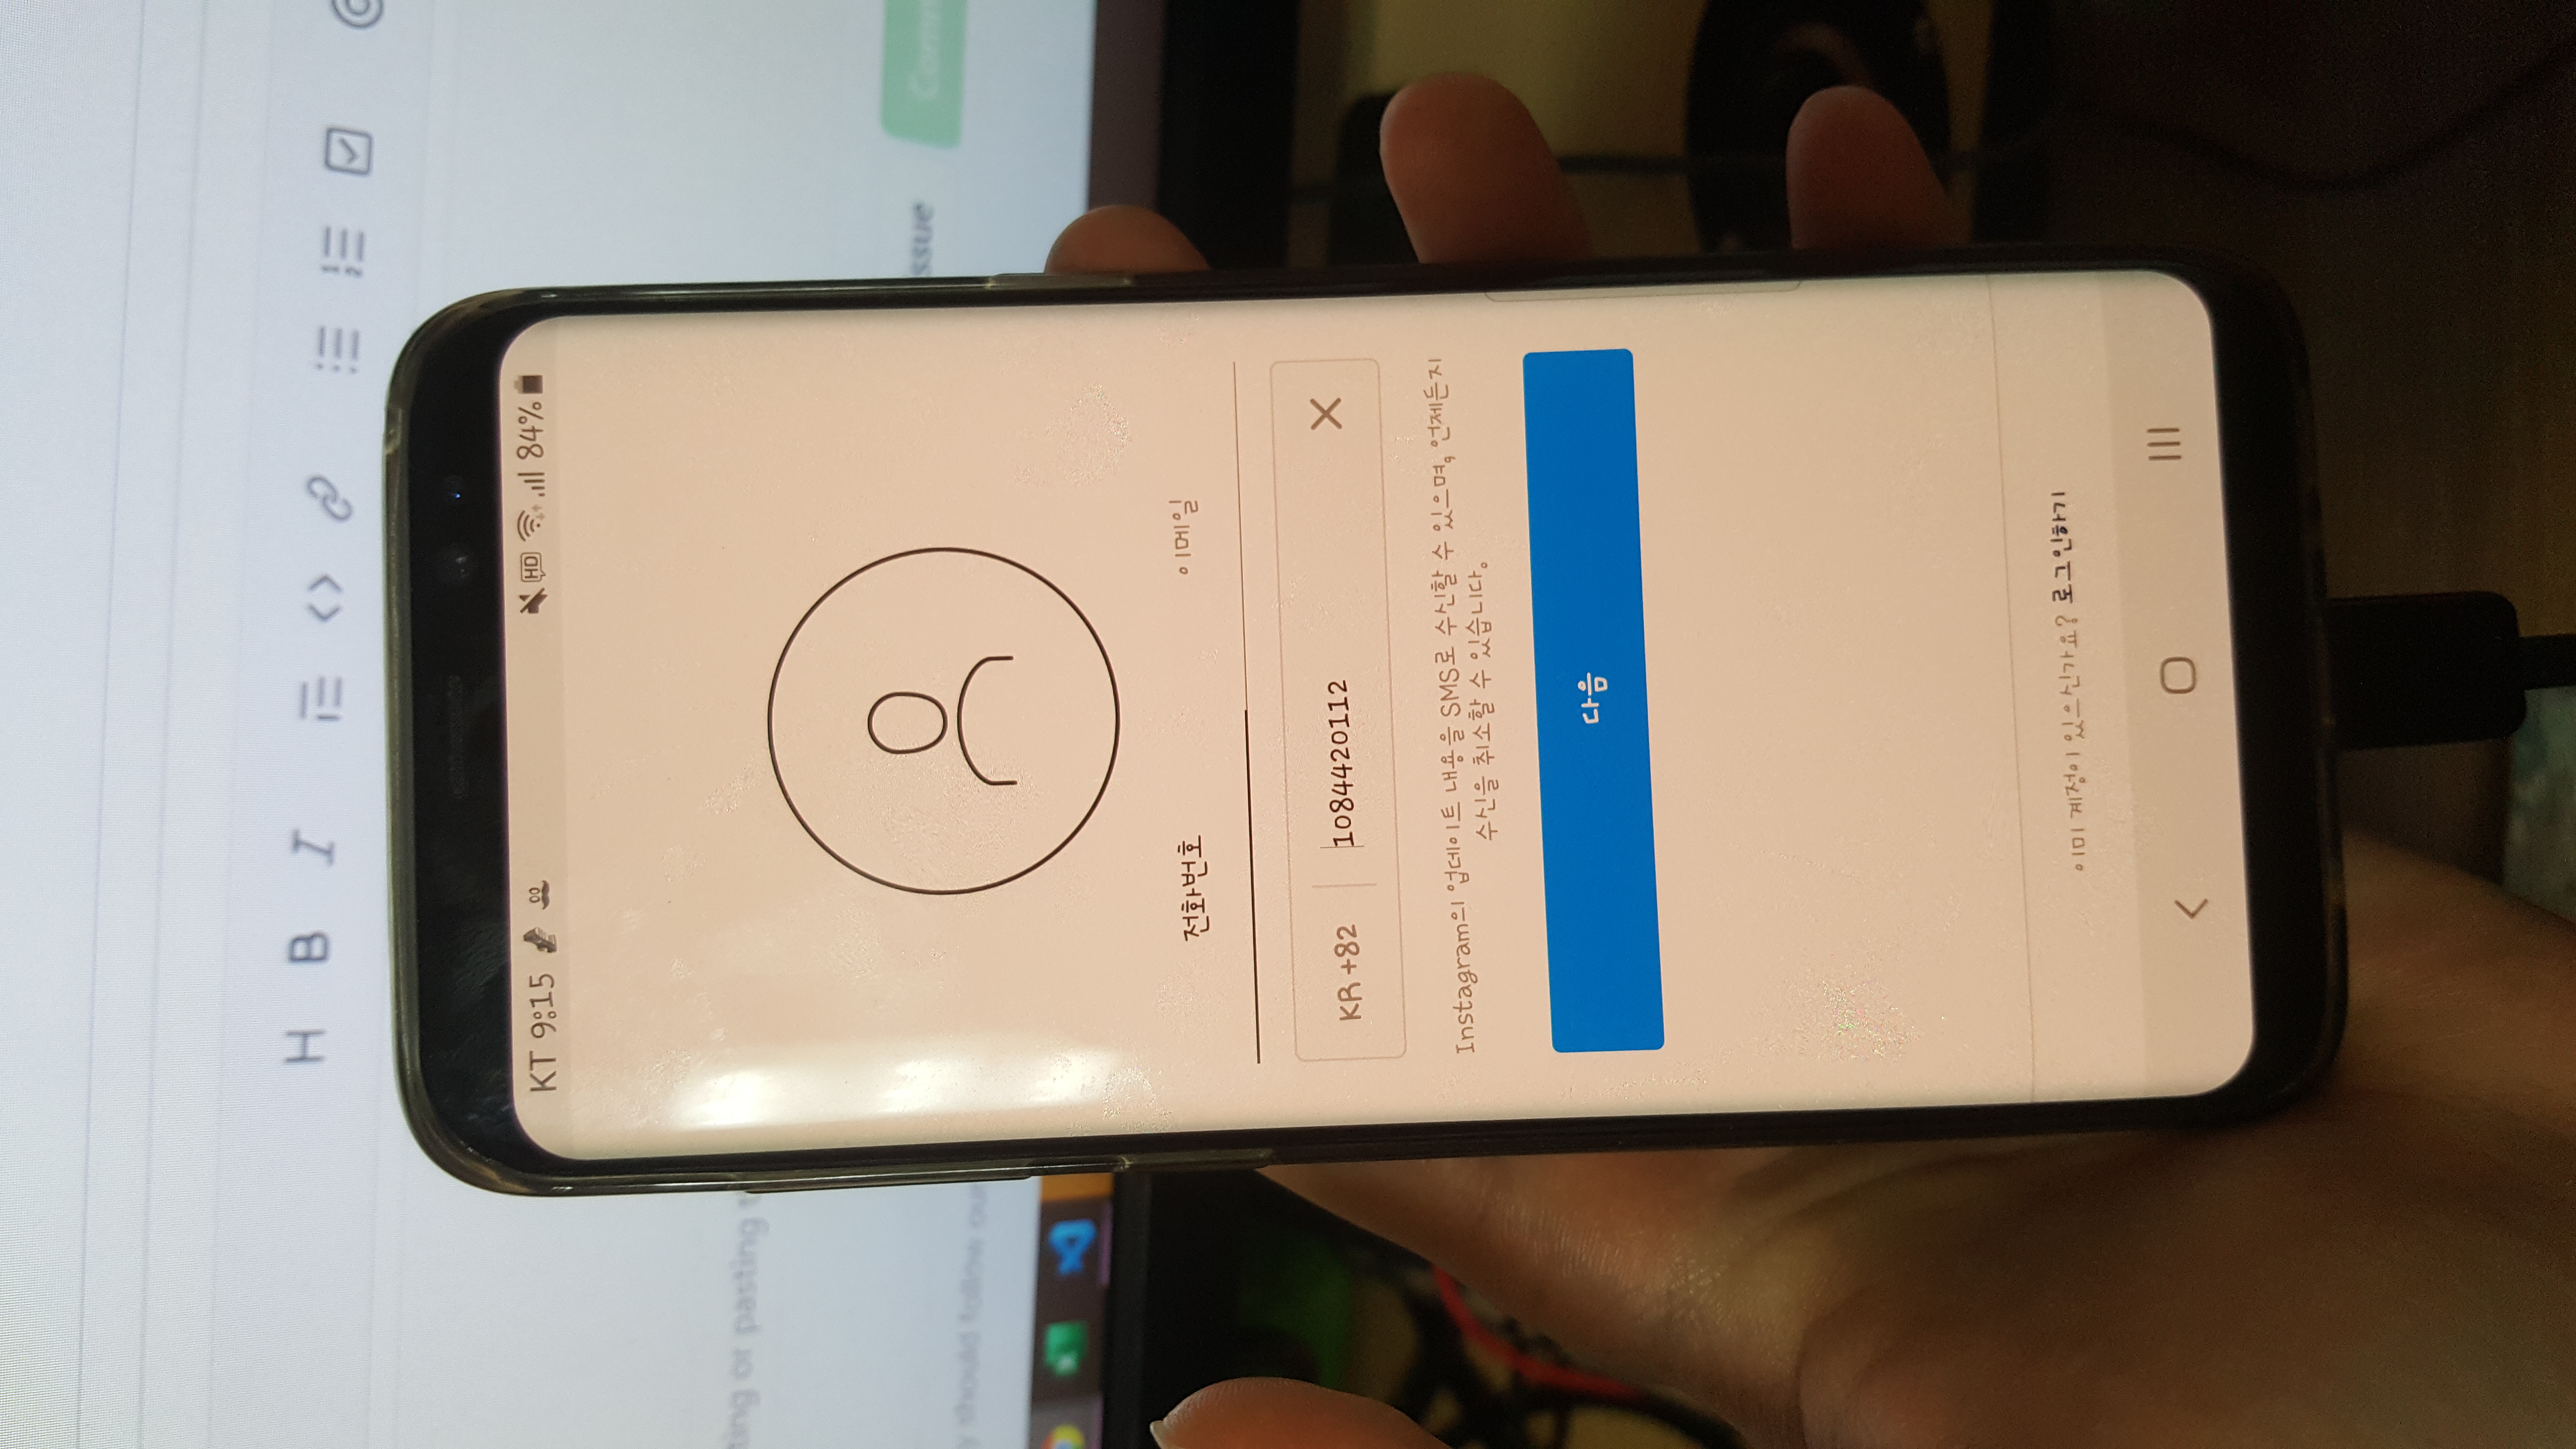 H B I
ting or pasting
y should follow our
ssue
KT 9:15
HD 84%
전화번호 이메일
KR +82 1084420112
Instagram의 업데이트 내용을 SMS로 수신할 수 있으며, 언제든지
수신을 취소할 수 있습니다.
다음
이미 계정이 있으신가요? 로그인하기